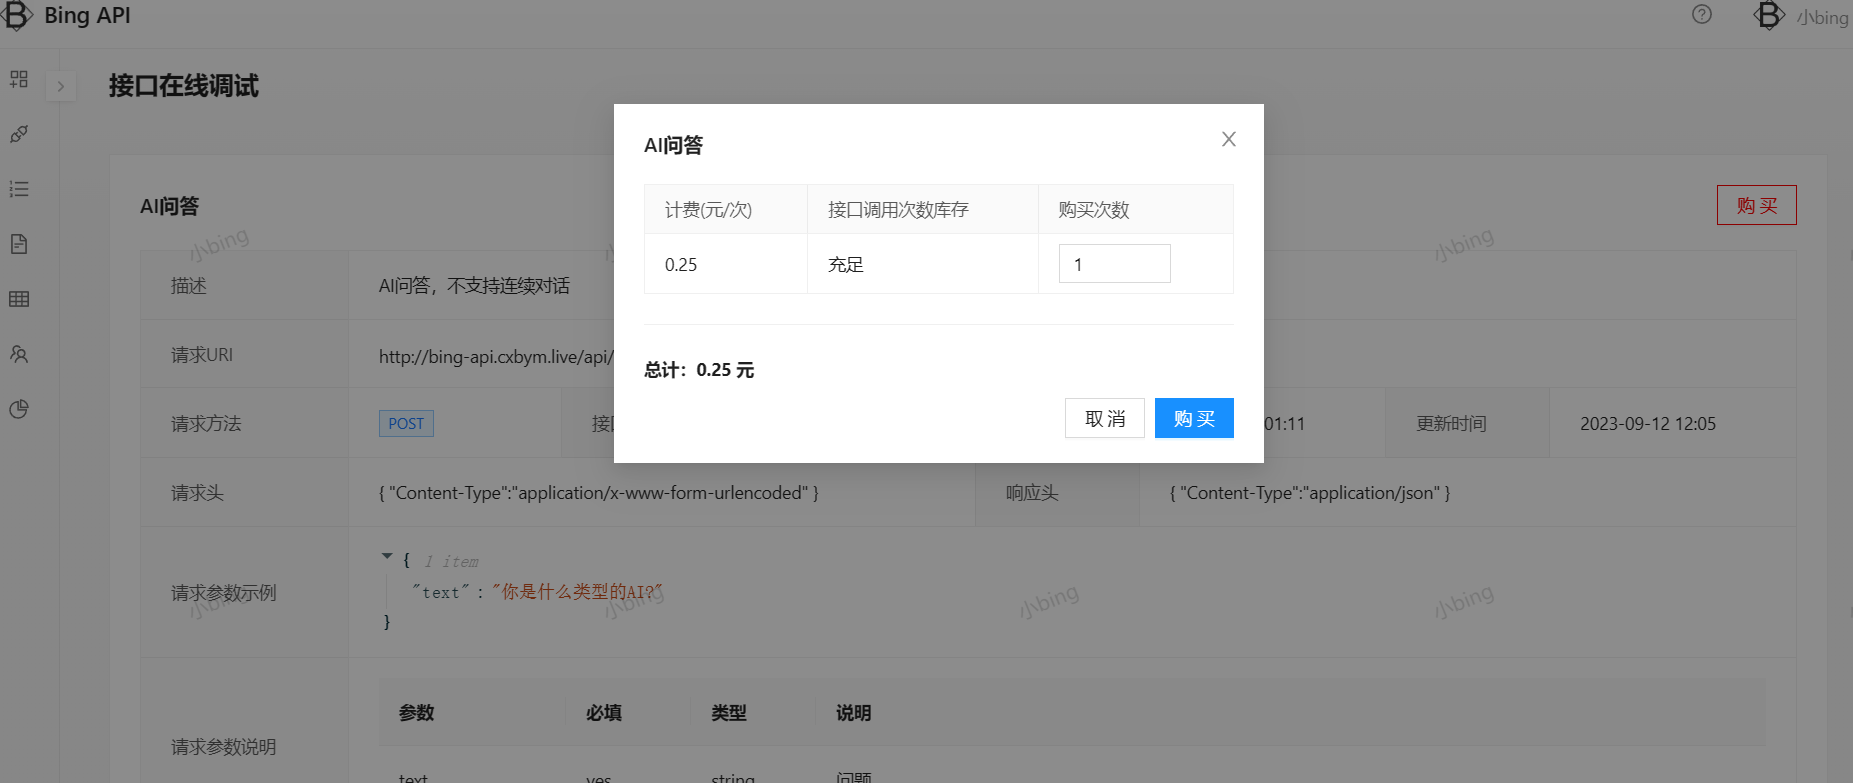 Bing API
小bing
接口在线调试
AI问答
计费(元/次) 接口调用次数库存 购买次数
0.25 充足 1
总计：0.25 元
取 消 购 买
AI问答
购 买
描述 AI问答，不支持连续对话
请求URI http://bing-api.cxbym.live/api/
请求方法 POST 接 01:11 更新时间 2023-09-12 12:05
请求头 { "Content-Type":"application/x-www-form-urlencoded" } 响应头 { "Content-Type":"application/json" }
请求参数示例
{ 1 item
"text" : "你是什么类型的AI?"
}
请求参数说明
参数 必填 类型 说明
text yes string 问题
小bing
小bing
小bing
小bing
小bing
小bing